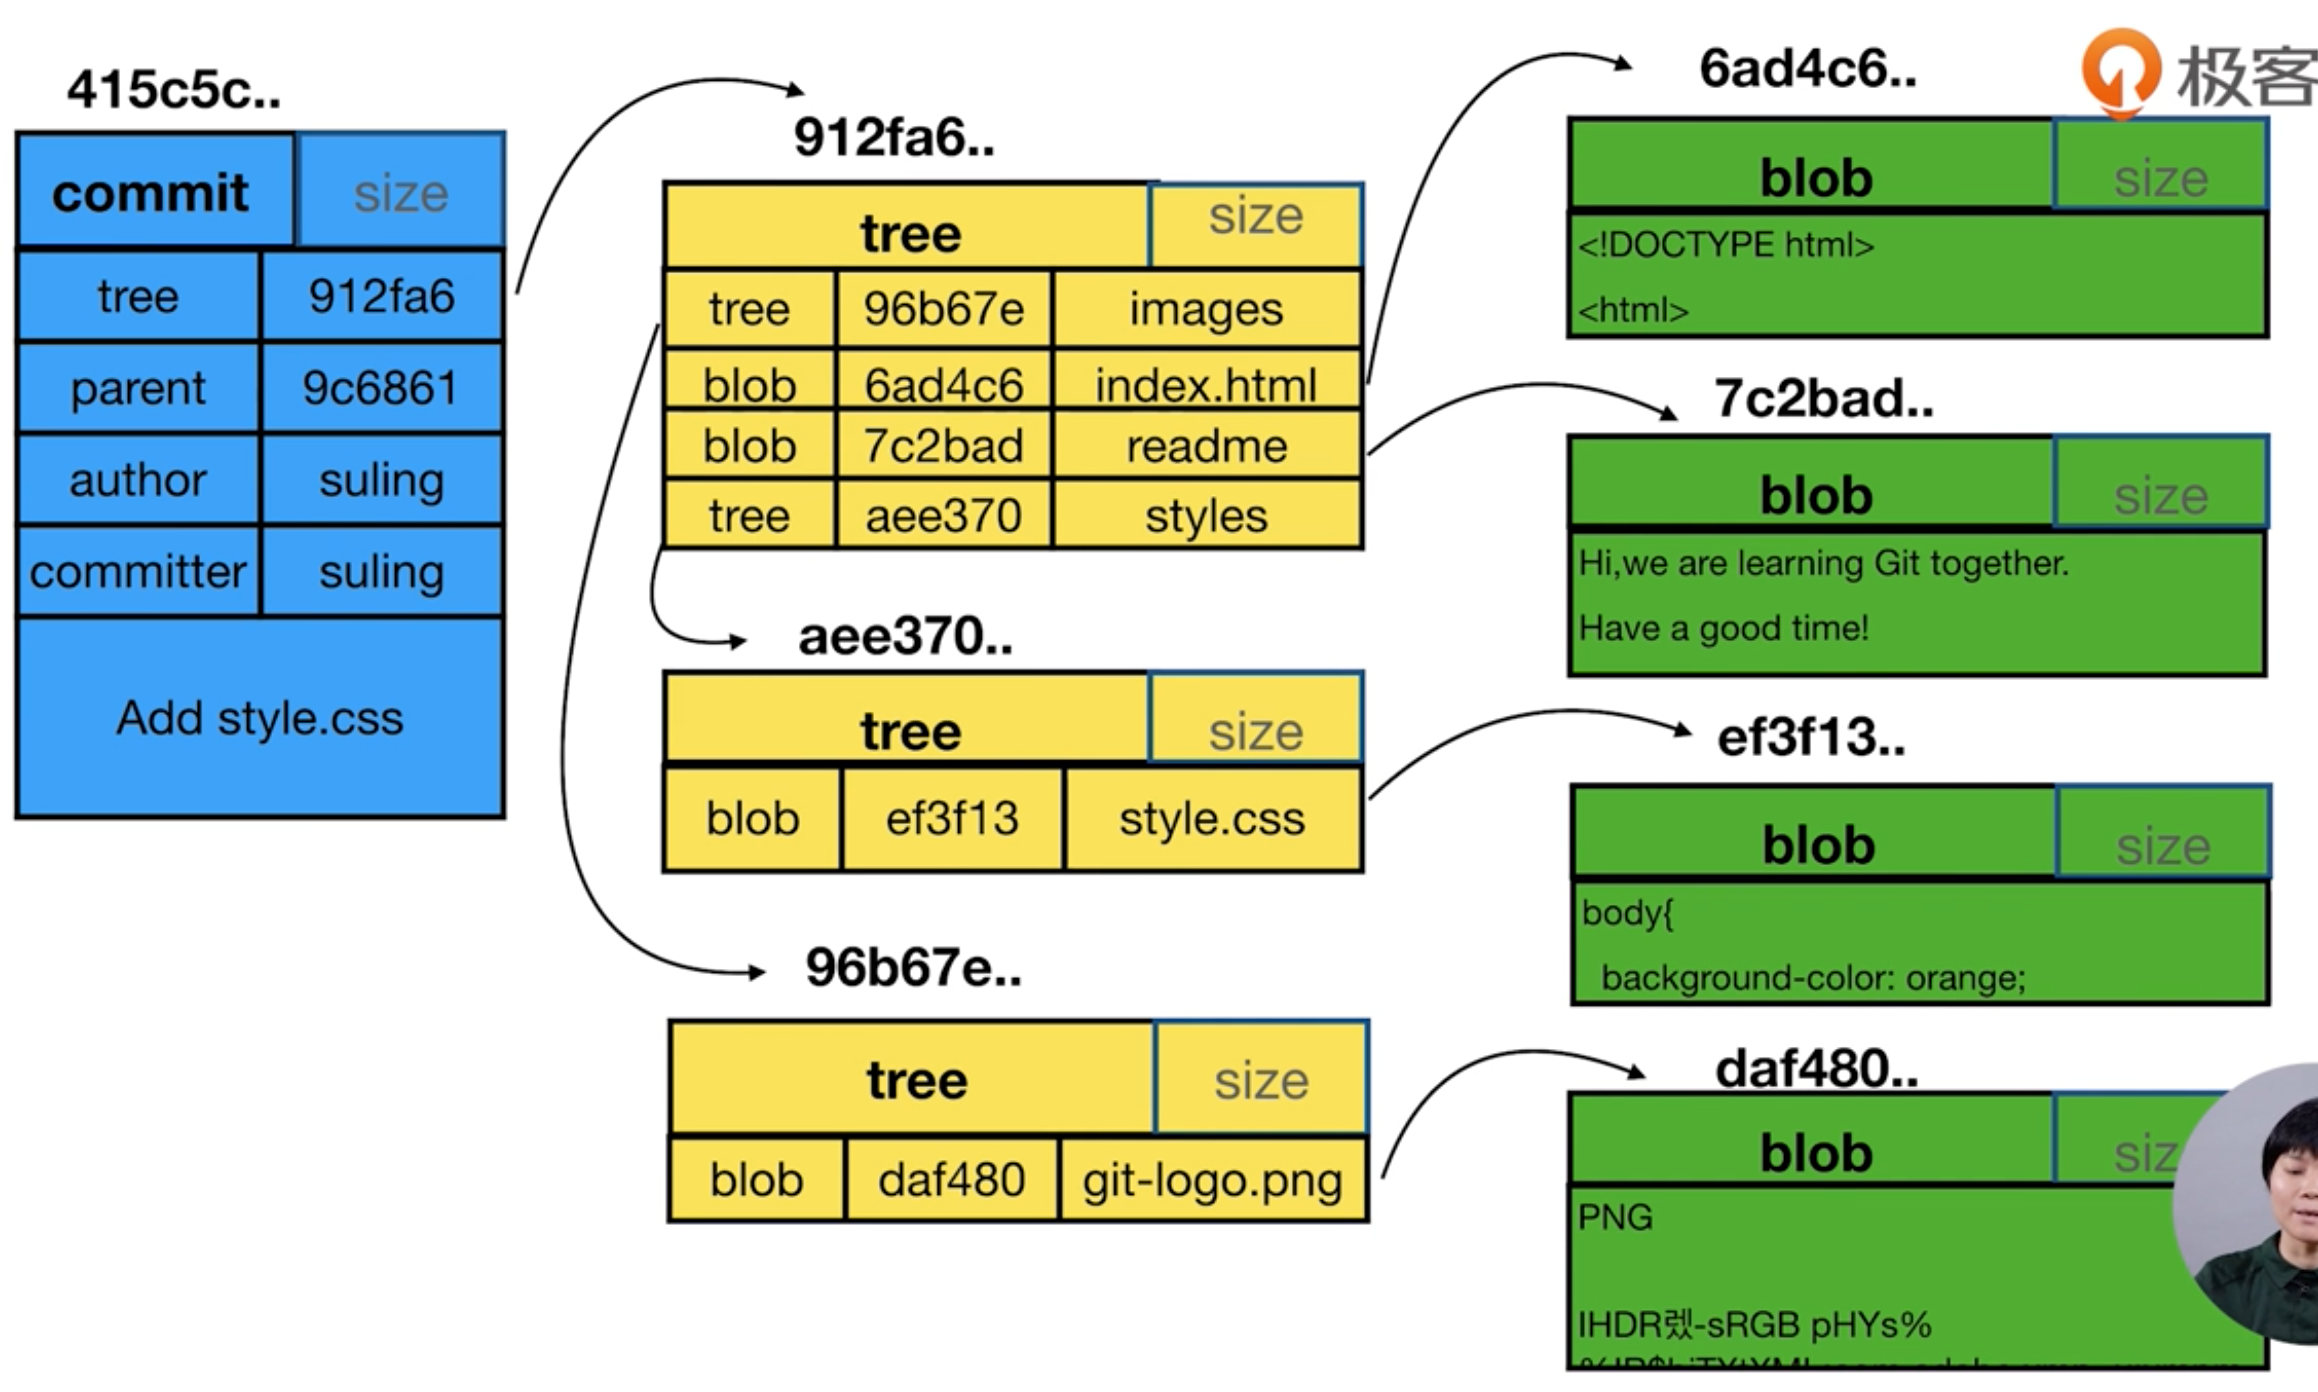 415c5c..
commit size
tree 912fa6
parent 9c6861
author suling
committer suling
Add style.css
912fa6..
tree size
tree 96b67e images
blob 6ad4c6 index.html
blob 7c2bad readme
tree aee370 styles
aee370..
tree size
blob ef3f13 style.css
96b67e..
tree size
blob daf480 git-logo.png
6ad4c6..
blob size
<!DOCTYPE html>
<html>
7c2bad..
blob size
Hi,we are learning Git together.
Have a good time!
ef3f13..
blob size
body{
background-color: orange;
daf480..
blob siz
PNG
IHDR렜-sRGB pHYs%
极客